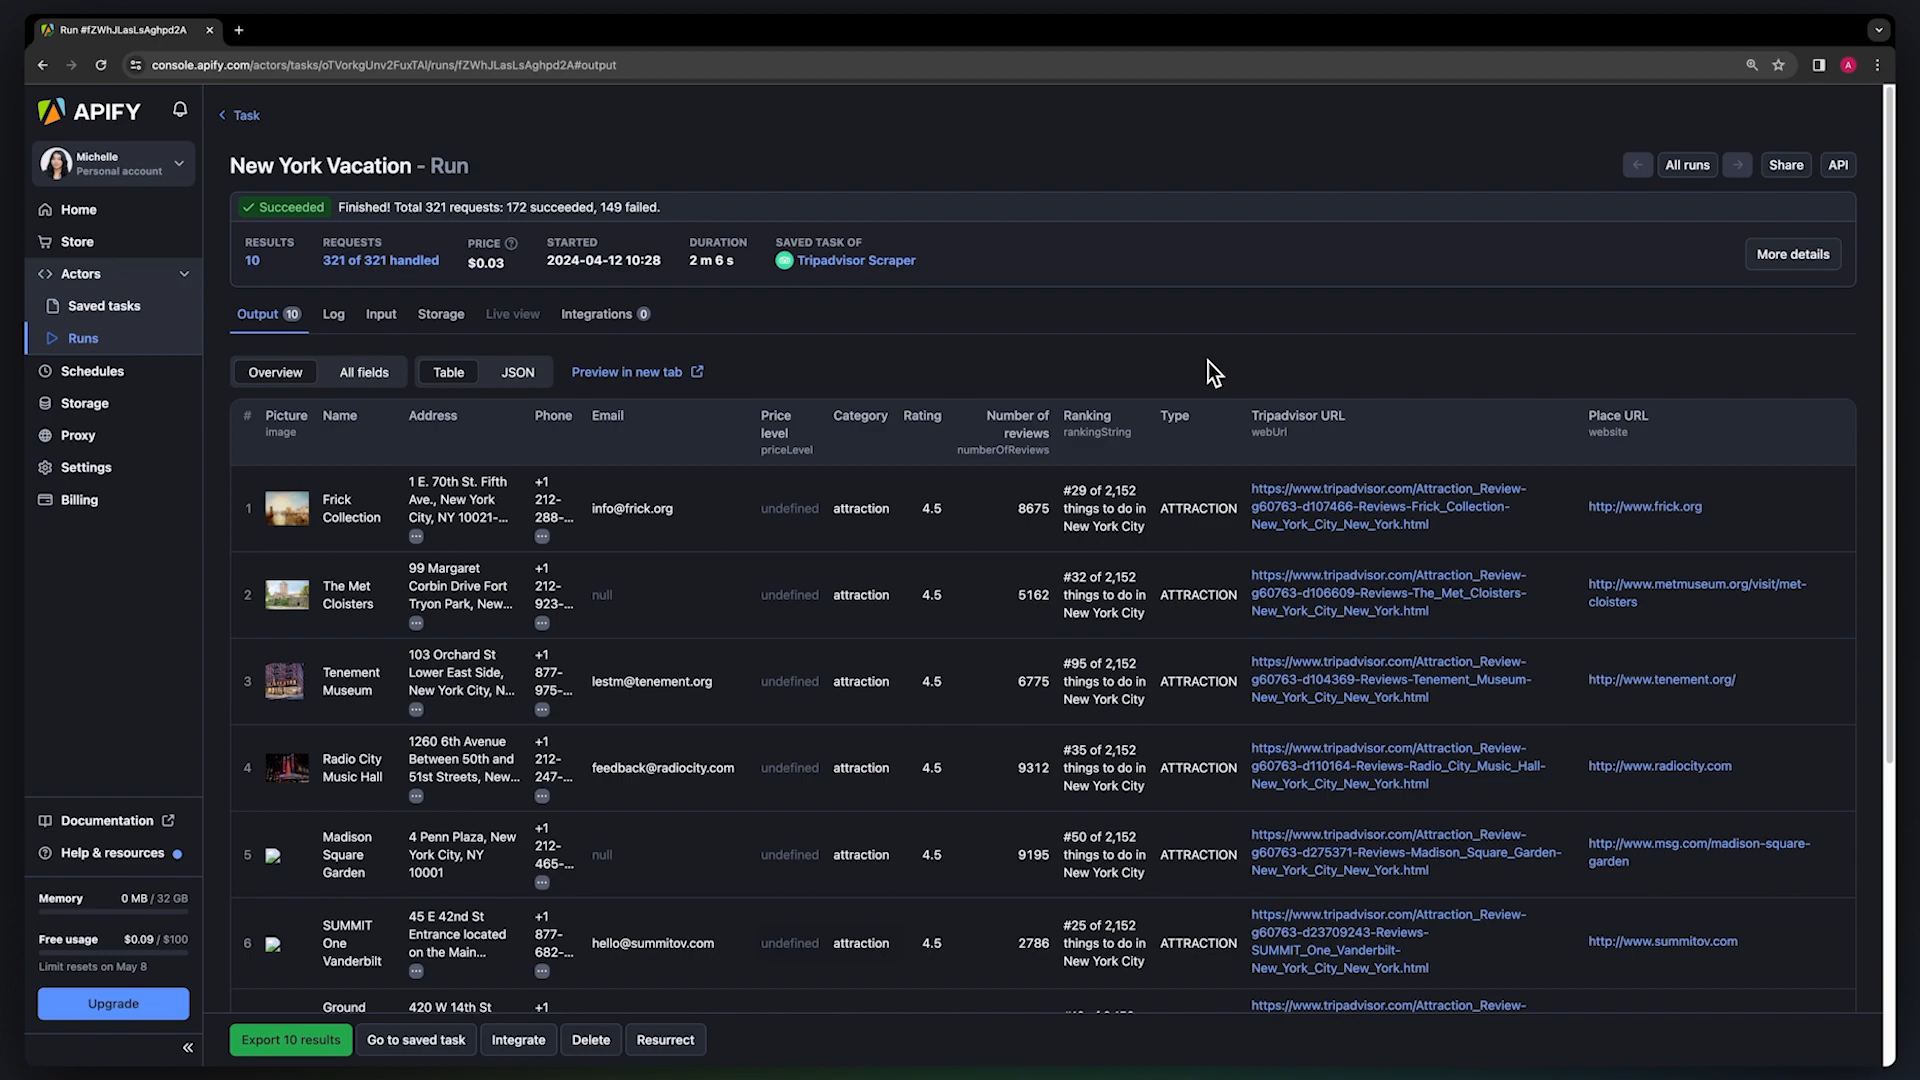 Run #fZWhJLasLsAghpd2A
console.apify.com/actors/tasks/oTVorkgUnv2FuxTAl/runs/fZWhJLasLsAghpd2A#output
A
APIFY
Michelle
Personal account
Home
Store
Actors
Saved tasks
Runs
Schedules
Storage
Proxy
Settings
Billing
Documentation
Help & resources
Memory 0 MB / 32 GB
Free usage $0.09 / $100
Limit resets on May 8
Upgrade
Task
New York Vacation - Run
All runs
Share
API
Succeeded Finished! Total 321 requests: 172 succeeded, 149 failed.
RESULTS REQUESTS PRICE STARTED DURATION SAVED TASK OF
10 321 of 321 handled $0.03 2024-04-12 10:28 2 m 6 s Tripadvisor Scraper
More details
Output 10 Log Input Storage Live view Integrations 0
Overview All fields Table JSON Preview in new tab
# Picture Name Address Phone Email Price Category Rating Number of Ranking Type Tripadvisor URL Place URL
image level reviews rankingString webUrl website
priceLevel numberOfReviews
1
Frick
Collection
1 E. 70th St. Fifth
Ave., New York
City, NY 10021-...
+1
212-
288-...
info@frick.org
undefined
attraction
4.5
8675
#29 of 2,152
things to do in
New York City
ATTRACTION
https://www.tripadvisor.com/Attraction_Review-
g60763-d107466-Reviews-Frick_Collection-
New_York_City_New_York.html
http://www.frick.org
2
The Met
Cloisters
99 Margaret
Corbin Drive Fort
Tryon Park, New...
+1
212-
923-...
null
undefined
attraction
4.5
5162
#32 of 2,152
things to do in
New York City
ATTRACTION
https://www.tripadvisor.com/Attraction_Review-
g60763-d106609-Reviews-The_Met_Cloisters-
New_York_City_New_York.html
http://www.metmuseum.org/visit/met-
cloisters
3
Tenement
Museum
103 Orchard St
Lower East Side,
New York City, N...
+1
877-
975-...
lestm@tenement.org
undefined
attraction
4.5
6775
#95 of 2,152
things to do in
New York City
ATTRACTION
https://www.tripadvisor.com/Attraction_Review-
g60763-d104369-Reviews-Tenement_Museum-
New_York_City_New_York.html
http://www.tenement.org/
4
Radio City
Music Hall
1260 6th Avenue
Between 50th and
51st Streets, New...
+1
212-
247-...
feedback@radiocity.com
undefined
attraction
4.5
9312
#35 of 2,152
things to do in
New York City
ATTRACTION
https://www.tripadvisor.com/Attraction_Review-
g60763-d110164-Reviews-Radio_City_Music_Hall-
New_York_City_New_York.html
http://www.radiocity.com
5
Madison
Square
Garden
4 Penn Plaza, New
York City, NY
10001
+1
212-
465-...
null
undefined
attraction
4.5
9195
#50 of 2,152
things to do in
New York City
ATTRACTION
https://www.tripadvisor.com/Attraction_Review-
g60763-d275371-Reviews-Madison_Square_Garden-
New_York_City_New_York.html
http://www.msg.com/madison-square-
garden
6
SUMMIT
One
Vanderbilt
45 E 42nd St
Entrance located
on the Main...
+1
877-
682-...
hello@summitov.com
undefined
attraction
4.5
2786
#25 of 2,152
things to do in
New York City
ATTRACTION
https://www.tripadvisor.com/Attraction_Review-
g60763-d23709243-Reviews-
SUMMIT_One_Vanderbilt-
New_York_City_New_York.html
http://www.summitov.com
Ground
420 W 14th St
+1
https://www.tripadvisor.com/Attraction_Review-
Export 10 results
Go to saved task
Integrate
Delete
Resurrect